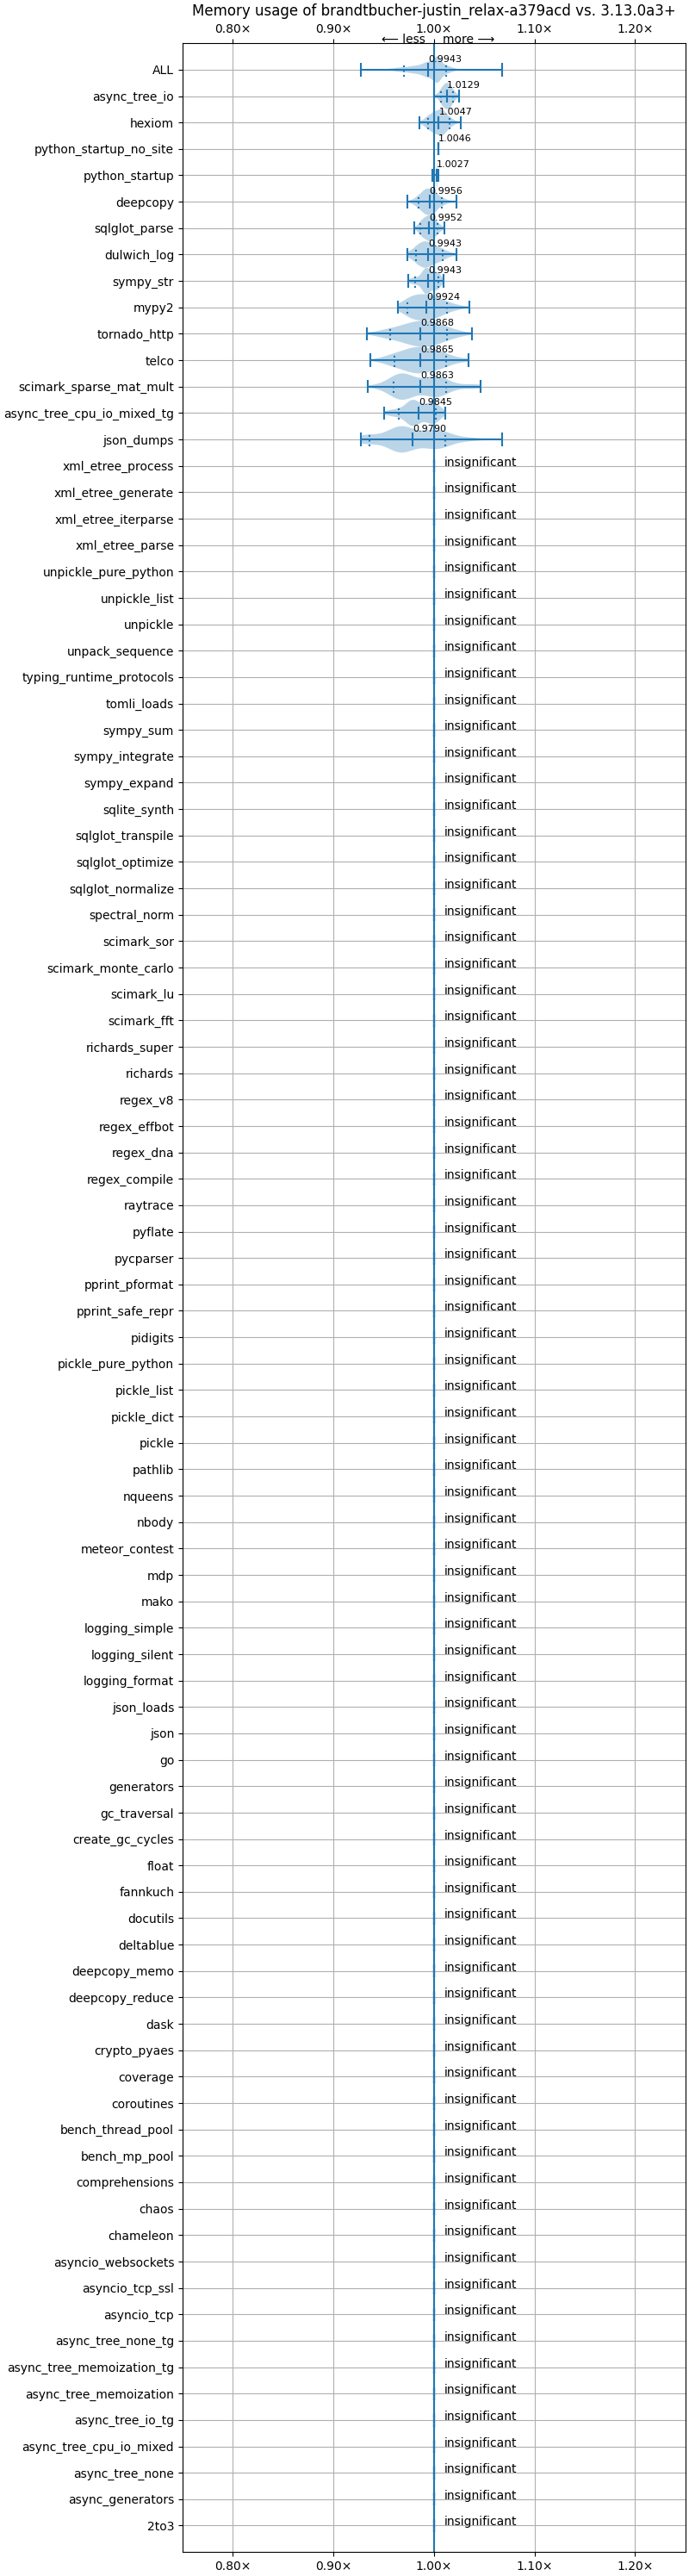 Memory usage of brandtbucher-justin_relax-a379acd vs. 3.13.0a3+
0.80× 0.90× 1.00× 1.10× 1.20×
⟵ less more ⟶
ALL 0.9943
async_tree_io 1.0129
hexiom 1.0047
python_startup_no_site 1.0046
python_startup 1.0027
deepcopy 0.9956
sqlglot_parse 0.9952
dulwich_log 0.9943
sympy_str 0.9943
mypy2 0.9924
tornado_http 0.9868
telco 0.9865
scimark_sparse_mat_mult 0.9863
async_tree_cpu_io_mixed_tg 0.9845
json_dumps 0.9790
xml_etree_process insignificant
xml_etree_generate insignificant
xml_etree_iterparse insignificant
xml_etree_parse insignificant
unpickle_pure_python insignificant
unpickle_list insignificant
unpickle insignificant
unpack_sequence insignificant
typing_runtime_protocols insignificant
tomli_loads insignificant
sympy_sum insignificant
sympy_integrate insignificant
sympy_expand insignificant
sqlite_synth insignificant
sqlglot_transpile insignificant
sqlglot_optimize insignificant
sqlglot_normalize insignificant
spectral_norm insignificant
scimark_sor insignificant
scimark_monte_carlo insignificant
scimark_lu insignificant
scimark_fft insignificant
richards_super insignificant
richards insignificant
regex_v8 insignificant
regex_effbot insignificant
regex_dna insignificant
regex_compile insignificant
raytrace insignificant
pyflate insignificant
pycparser insignificant
pprint_pformat insignificant
pprint_safe_repr insignificant
pidigits insignificant
pickle_pure_python insignificant
pickle_list insignificant
pickle_dict insignificant
pickle insignificant
pathlib insignificant
nqueens insignificant
nbody insignificant
meteor_contest insignificant
mdp insignificant
mako insignificant
logging_simple insignificant
logging_silent insignificant
logging_format insignificant
json_loads insignificant
json insignificant
go insignificant
generators insignificant
gc_traversal insignificant
create_gc_cycles insignificant
float insignificant
fannkuch insignificant
docutils insignificant
deltablue insignificant
deepcopy_memo insignificant
deepcopy_reduce insignificant
dask insignificant
crypto_pyaes insignificant
coverage insignificant
coroutines insignificant
bench_thread_pool insignificant
bench_mp_pool insignificant
comprehensions insignificant
chaos insignificant
chameleon insignificant
asyncio_websockets insignificant
asyncio_tcp_ssl insignificant
asyncio_tcp insignificant
async_tree_none_tg insignificant
async_tree_memoization_tg insignificant
async_tree_memoization insignificant
async_tree_io_tg insignificant
async_tree_cpu_io_mixed insignificant
async_tree_none insignificant
async_generators insignificant
2to3 insignificant
0.80× 0.90× 1.00× 1.10× 1.20×